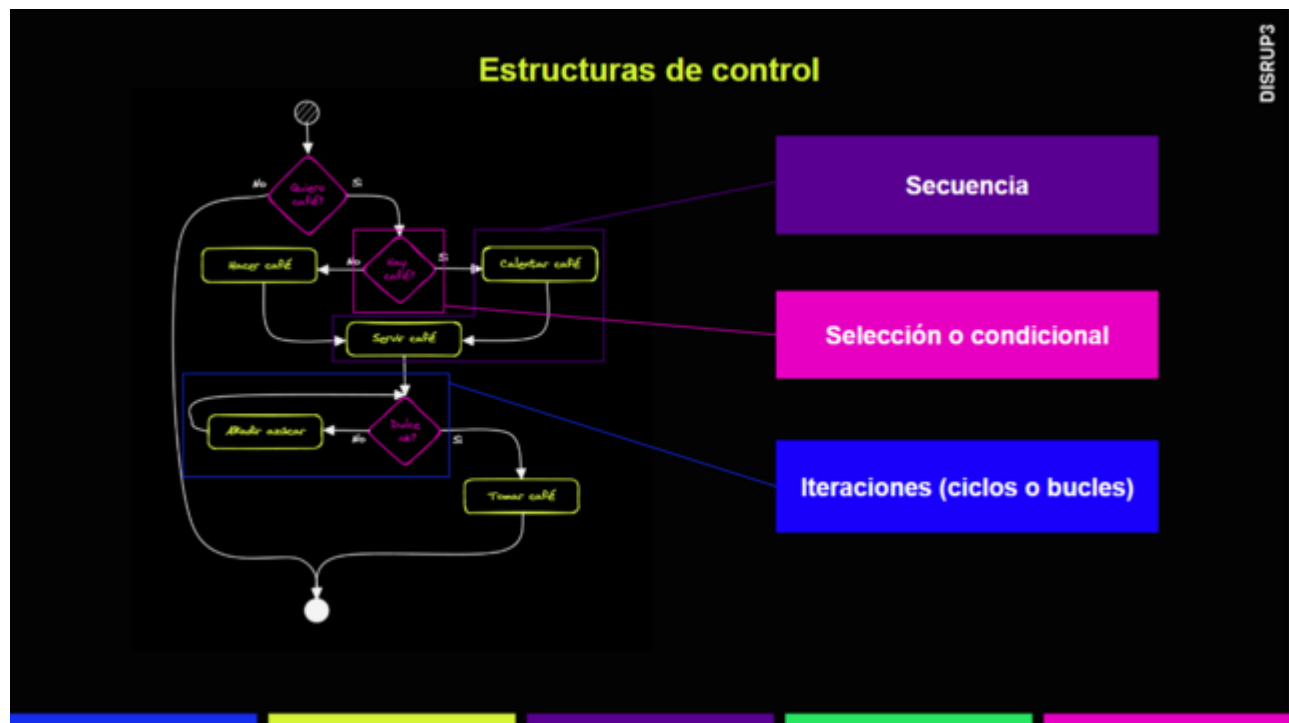 Estructuras de control
DISRUP3
Quiero
café?
No
Si
Secuencia
Hacer café
No
Hay
café?
Si
Calentar café
Selección o condicional
Servir café
Añadir azúcar
No
Dulce
ok?
Si
Iteraciones (ciclos o bucles)
Tomar café